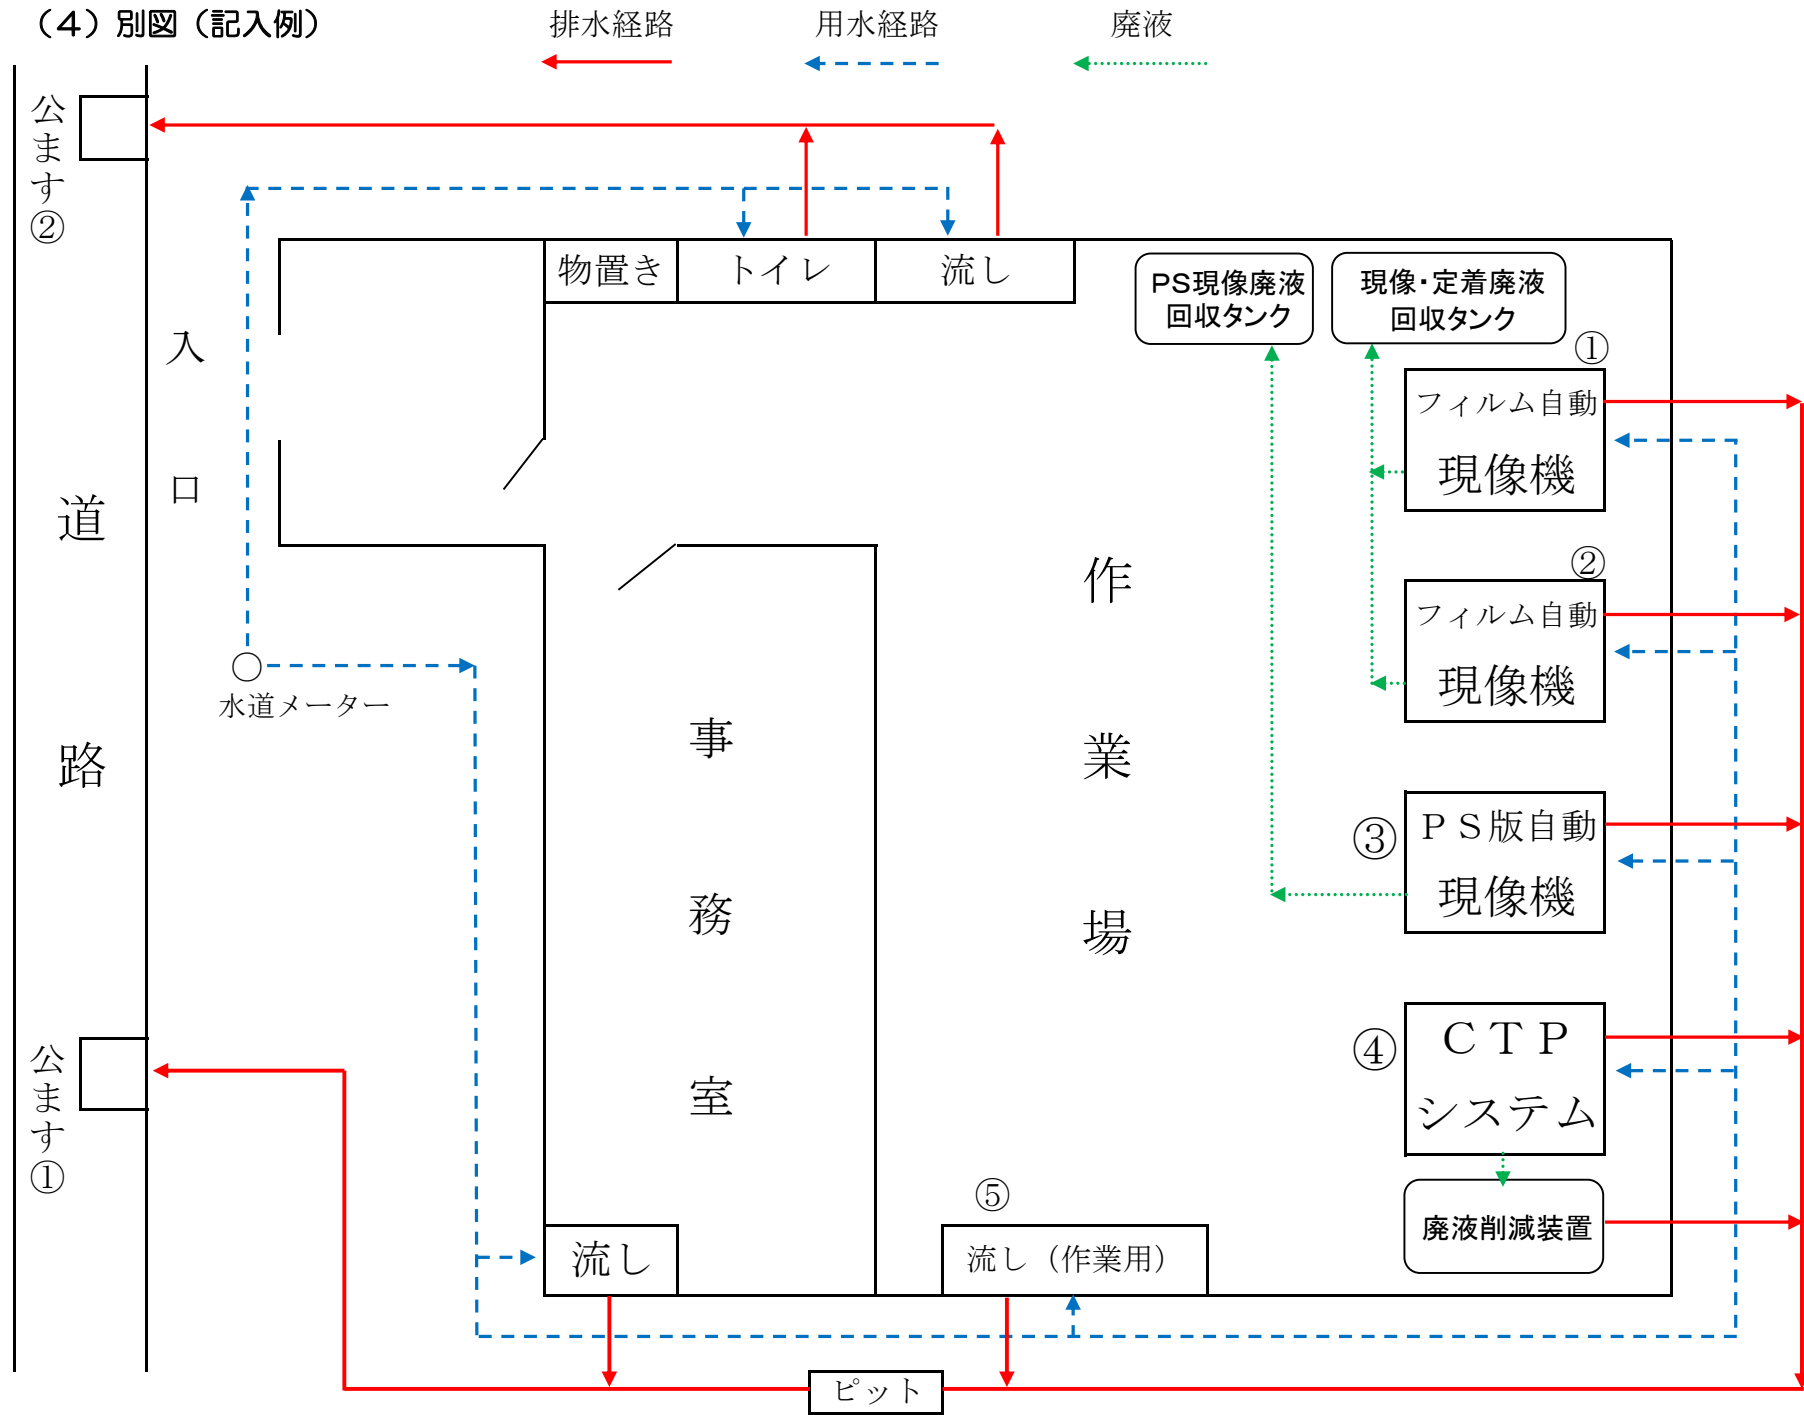 （４）別図（記入例）
排水経路
用水経路
廃液
公ます②
入口
道路
公ます①
水道メーター
物置き
トイレ
流し
PS現像廃液
回収タンク
現像・定着廃液
回収タンク
①
フィルム自動
現像機
②
フィルム自動
現像機
③
ＰＳ版自動
現像機
④
ＣＴＰ
システム
廃液削減装置
作業場
事務室
流し
⑤
流し（作業用）
ピット